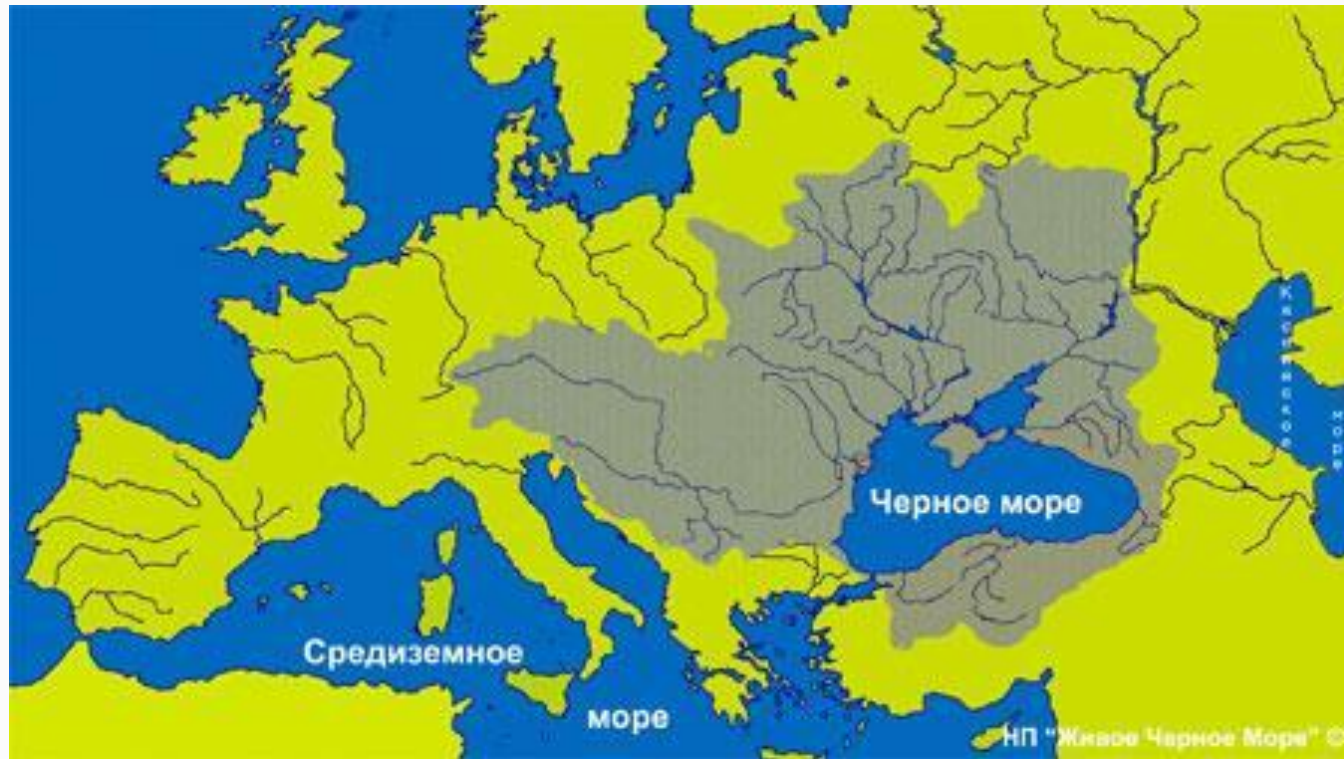 Каспийское
море
Черное море
Средиземное
море
НП "Живое Черное Море" ©